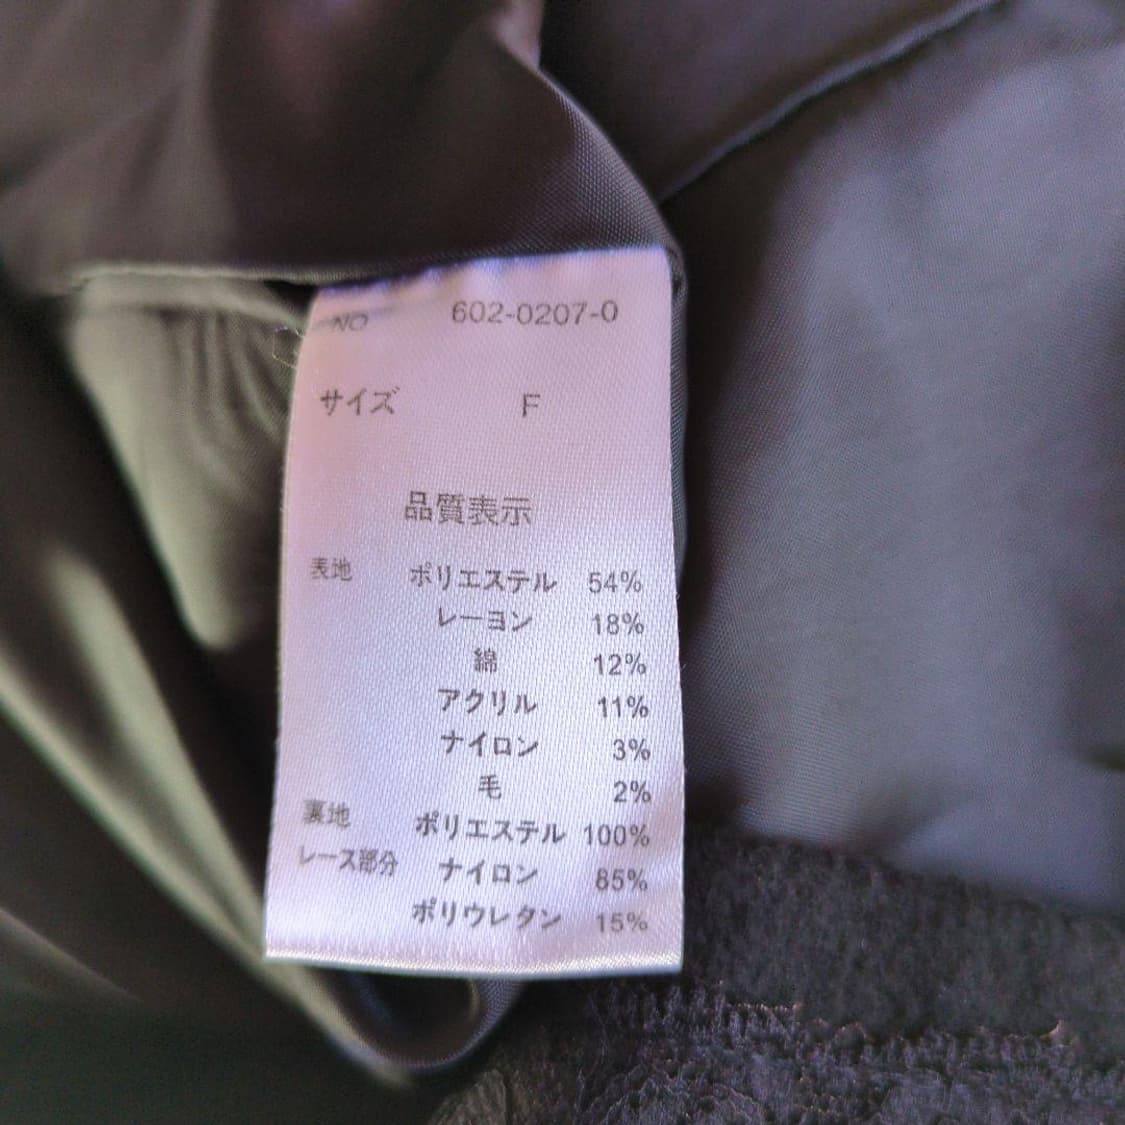 NO 602-0207-0
サイズ F
品質表示
表地 ポリエステル 54%
レーヨン 18%
綿 12%
アクリル 11%
ナイロン 3%
毛 2%
裏地 ポリエステル 100%
レース部分 ナイロン 85%
ポリウレタン 15%